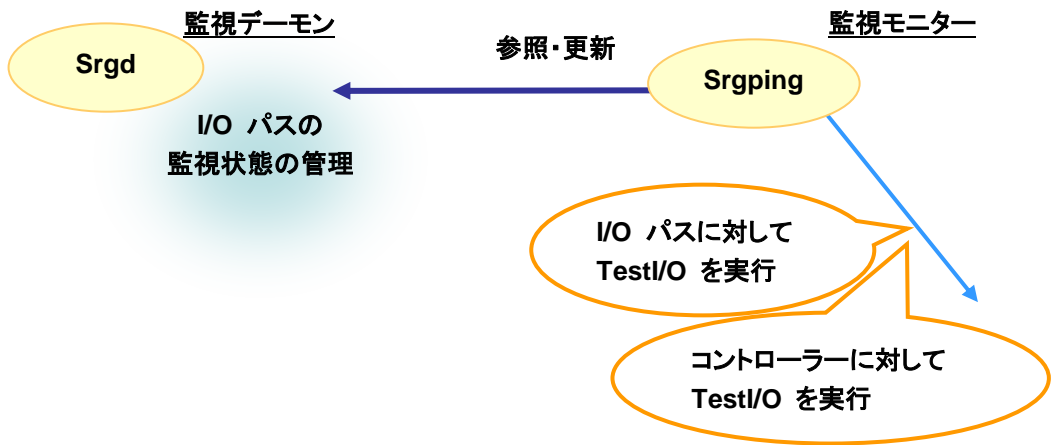 監視デーモン
Srgd
I/O パスの
監視状態の管理
参照・更新
監視モニター
Srgping
I/O パスに対して
TestI/O を実行
コントローラーに対して
TestI/O を実行